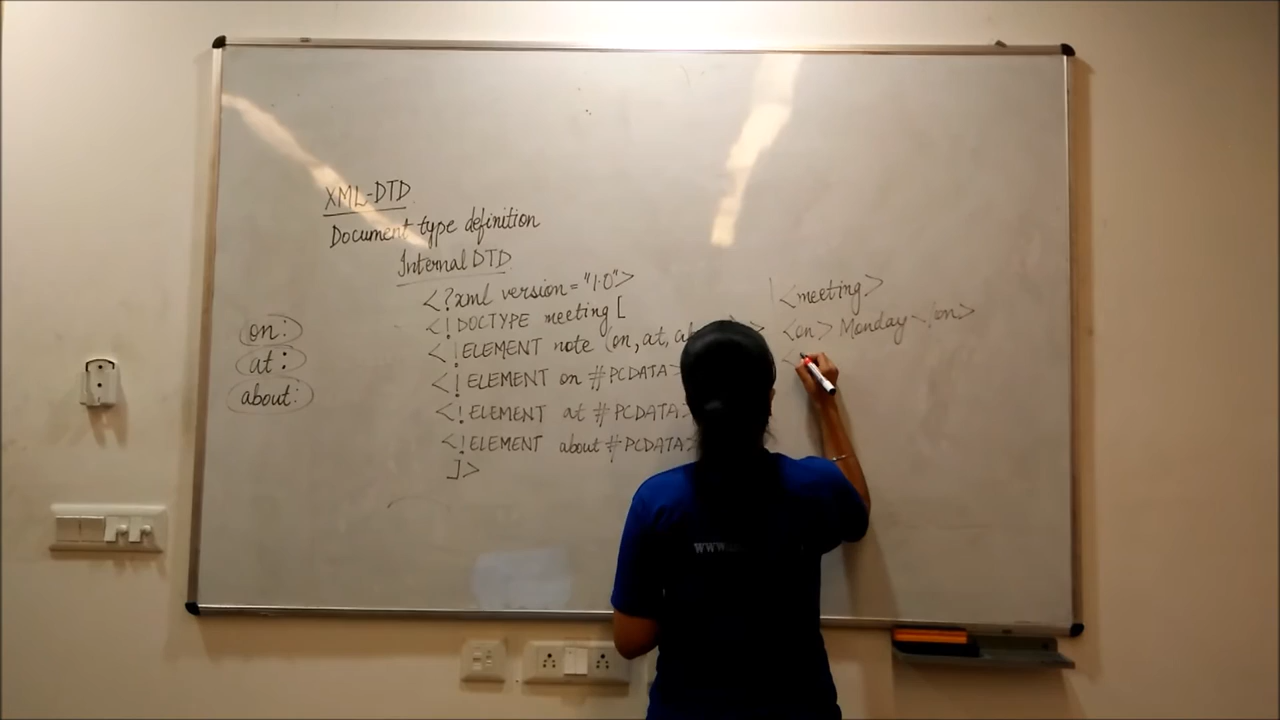 XML-DTD
Document type definition
Internal DTD
<?xml version="1.0">
<!DOCTYPE meeting[
<!ELEMENT note (on, at,
<!ELEMENT on #PCDATA>
<!ELEMENT at #PCDATA>
<!ELEMENT about #PCDATA>
]>
on:
at:
about:
<meeting>
<on> Monday </on>
<
www